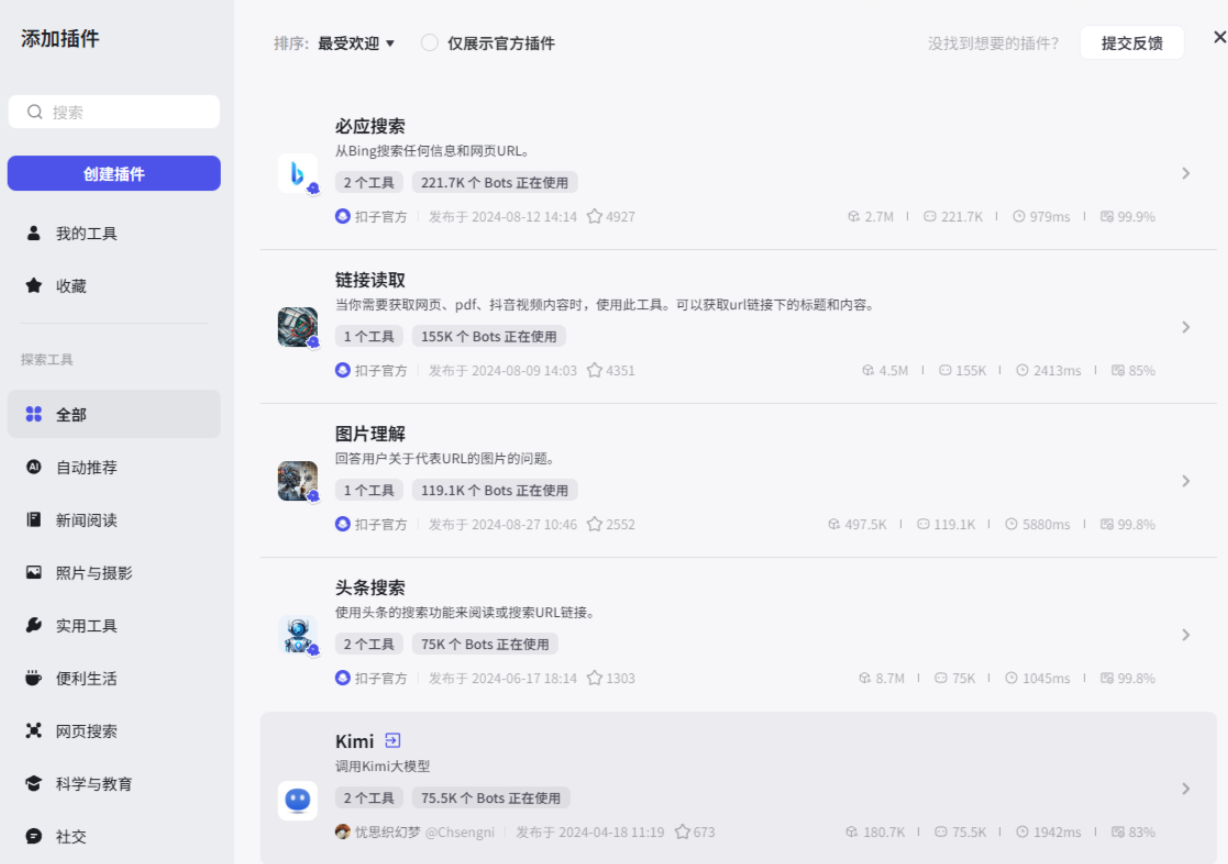 添加插件
搜索
创建插件
我的工具
收藏
探索工具
全部
自动推荐
新闻阅读
照片与摄影
实用工具
便利生活
网页搜索
科学与教育
社交
排序: 最受欢迎 仅展示官方插件 没找到想要的插件? 提交反馈
必应搜索
从Bing搜索任何信息和网页URL。
2 个工具 221.7K 个 Bots 正在使用
扣子官方 发布于 2024-08-12 14:14 4927 2.7M 221.7K 979ms 99.9%
链接读取
当你需要获取网页、pdf、抖音视频内容时，使用此工具。可以获取url链接下的标题和内容。
1 个工具 155K 个 Bots 正在使用
扣子官方 发布于 2024-08-09 14:03 4351 4.5M 155K 2413ms 85%
图片理解
回答用户关于代表URL的图片的问题。
1 个工具 119.1K 个 Bots 正在使用
扣子官方 发布于 2024-08-27 10:46 2552 497.5K 119.1K 5880ms 99.8%
头条搜索
使用头条的搜索功能来阅读或搜索URL链接。
2 个工具 75K 个 Bots 正在使用
扣子官方 发布于 2024-06-17 18:14 1303 8.7M 75K 1045ms 99.8%
Kimi
调用Kimi大模型
2 个工具 75.5K 个 Bots 正在使用
忧思织幻梦 @Chsengni 发布于 2024-04-18 11:19 673 180.7K 75.5K 1942ms 83%